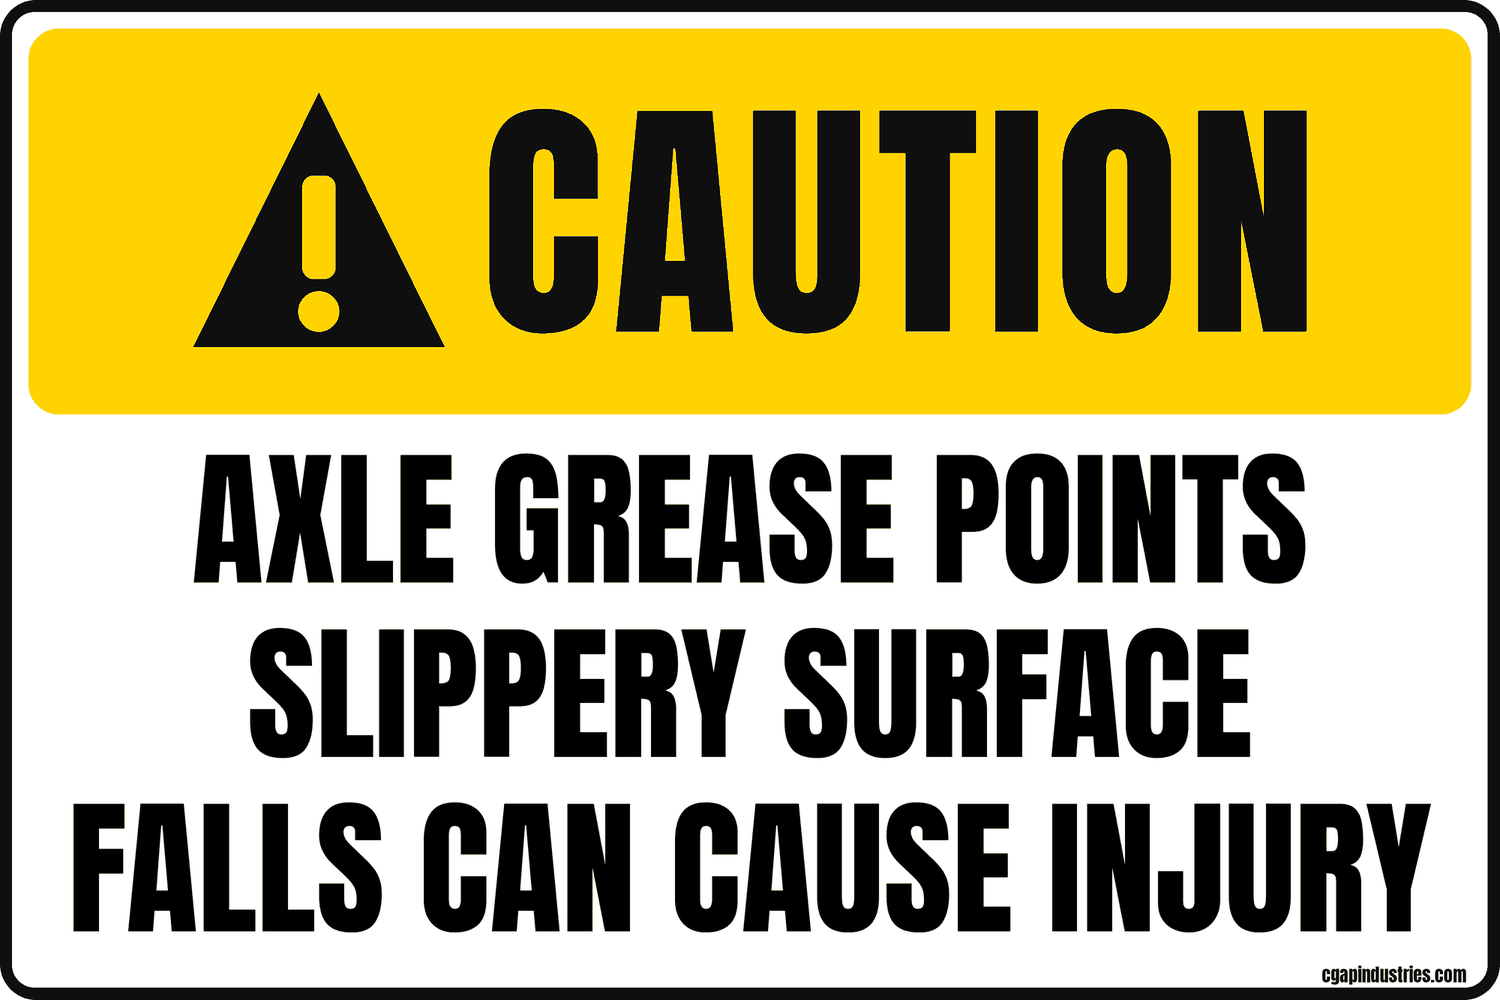 CAUTION
AXLE GREASE POINTS
SLIPPERY SURFACE
FALLS CAN CAUSE INJURY
cgapindustries.com